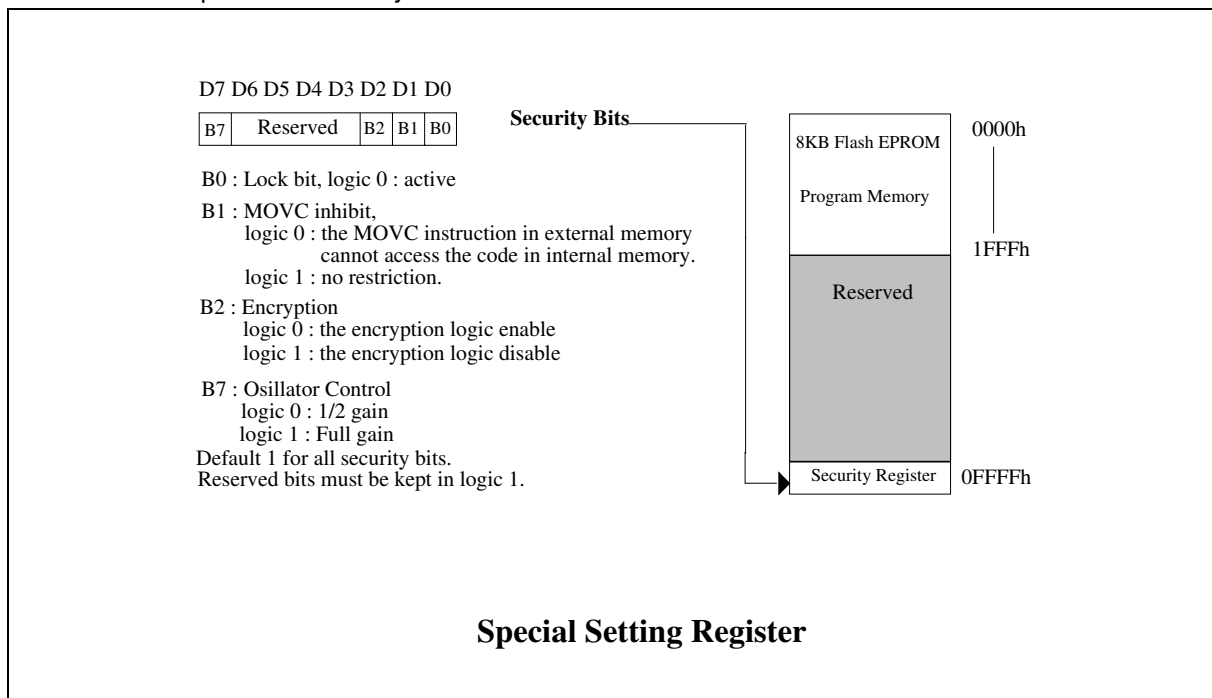 D7 D6 D5 D4 D3 D2 D1 D0
B7 Reserved B2 B1 B0
Security Bits
B0 : Lock bit, logic 0 : active
B1 : MOVC inhibit,
logic 0 : the MOVC instruction in external memory
cannot access the code in internal memory.
logic 1 : no restriction.
B2 : Encryption
logic 0 : the encryption logic enable
logic 1 : the encryption logic disable
B7 : Osillator Control
logic 0 : 1/2 gain
logic 1 : Full gain
Default 1 for all security bits.
Reserved bits must be kept in logic 1.
8KB Flash EPROM
Program Memory
0000h
1FFFh
Reserved
Security Register
0FFFFh
Special Setting Register